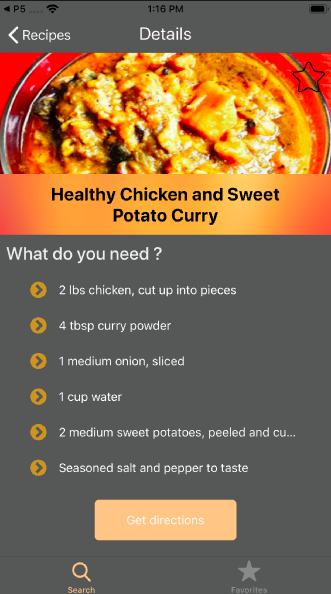 P5 ..... 1:16 PM
Recipes Details
Healthy Chicken and Sweet
Potato Curry
What do you need ?
2 lbs chicken, cut up into pieces
4 tbsp curry powder
1 medium onion, sliced
1 cup water
2 medium sweet potatoes, peeled and cu...
Seasoned salt and pepper to taste
Get directions
Search Favorites